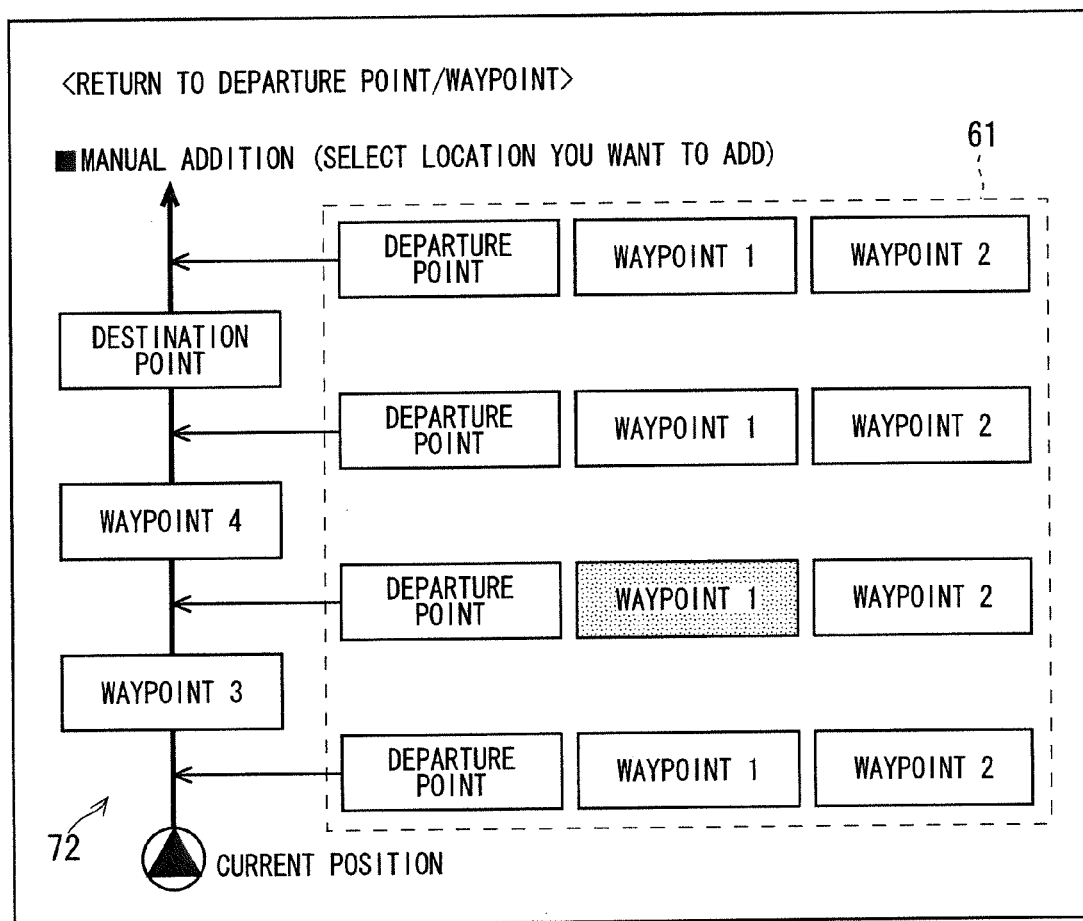 <RETURN TO DEPARTURE POINT/WAYPOINT>
■MANUAL ADDITION (SELECT LOCATION YOU WANT TO ADD)
61
DEPARTURE
POINT
WAYPOINT 1
WAYPOINT 2
DESTINATION
POINT
DEPARTURE
POINT
WAYPOINT 1
WAYPOINT 2
WAYPOINT 4
DEPARTURE
POINT
WAYPOINT 1
WAYPOINT 2
WAYPOINT 3
DEPARTURE
POINT
WAYPOINT 1
WAYPOINT 2
72
CURRENT POSITION